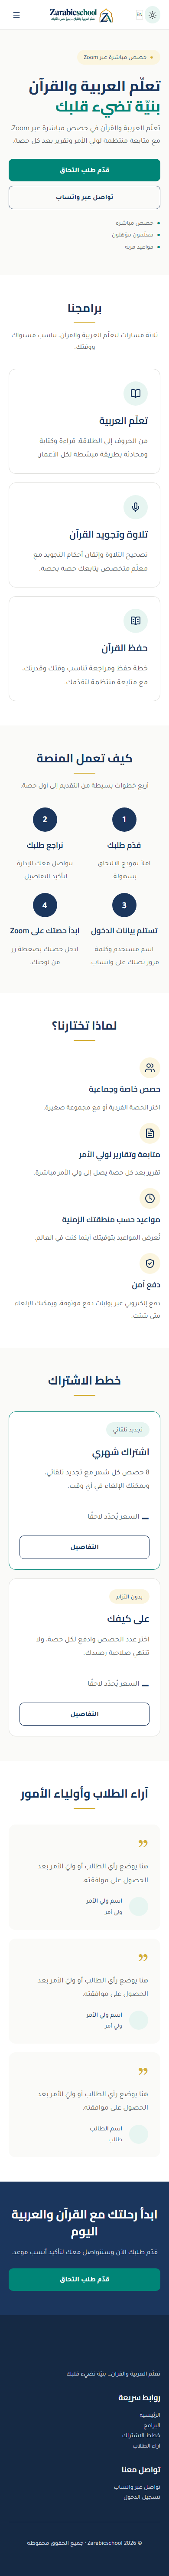 EN
Zarabicschool
تعلّم العربية والقرآن... بنيّة تضيء قلبك
حصص مباشرة عبر Zoom
تعلّم العربية والقرآن
بنيّة تضيء قلبك
تعلّم العربية والقرآن في حصص مباشرة عبر Zoom،
مع متابعة منتظمة لولي الأمر وتقرير بعد كل حصة.
قدّم طلب التحاق
تواصل عبر واتساب
حصص مباشرة
معلّمون مؤهلون
مواعيد مرنة
برامجنا
ثلاثة مسارات لتعلّم العربية والقرآن، تناسب مستواك
ووقتك.
تعلّم العربية
من الحروف إلى الطلاقة: قراءة وكتابة
ومحادثة بطريقة مبسّطة لكل الأعمار.
تلاوة وتجويد القرآن
تصحيح التلاوة وإتقان أحكام التجويد مع
معلّم متخصص يتابعك حصة بحصة.
حفظ القرآن
خطة حفظ ومراجعة تناسب وقتك وقدرتك،
مع متابعة منتظمة لتقدّمك.
كيف تعمل المنصة
أربع خطوات بسيطة من التقديم إلى أول حصة.
1
قدّم طلبك
املأ نموذج الالتحاق
بسهولة.
2
نراجع طلبك
تتواصل معك الإدارة
لتأكيد التفاصيل.
3
تستلم بيانات الدخول
اسم مستخدم وكلمة
مرور تصلك على واتساب.
4
ابدأ حصتك على Zoom
ادخل حصتك بضغطة زر
من لوحتك.
لماذا تختارنا؟
حصص خاصة وجماعية
اختر الحصة الفردية أو مع مجموعة صغيرة.
متابعة وتقارير لولي الأمر
تقرير بعد كل حصة يصل إلى ولي الأمر مباشرة.
مواعيد حسب منطقتك الزمنية
تُعرض المواعيد بتوقيتك أينما كنت في العالم.
دفع آمن
دفع إلكتروني عبر بوابات دفع موثوقة، ويمكنك الإلغاء
متى شئت.
خطط الاشتراك
تجديد تلقائي
اشتراك شهري
8 حصص كل شهر مع تجديد تلقائي،
ويمكنك الإلغاء في أي وقت.
— السعر يُحدّد لاحقًا
التفاصيل
بدون التزام
على كيفك
اختر عدد الحصص وادفع لكل حصة، ولا
تنتهي صلاحية رصيدك.
— السعر يُحدّد لاحقًا
التفاصيل
آراء الطلاب وأولياء الأمور
هنا يوضع رأي الطالب أو وليّ الأمر بعد
الحصول على موافقته.
اسم ولي الأمر
ولي أمر
هنا يوضع رأي الطالب أو وليّ الأمر بعد
الحصول على موافقته.
اسم ولي الأمر
ولي أمر
هنا يوضع رأي الطالب أو وليّ الأمر بعد
الحصول على موافقته.
اسم الطالب
طالب
ابدأ رحلتك مع القرآن والعربية
اليوم
قدّم طلبك الآن وسنتواصل معك لتأكيد أنسب موعد.
قدّم طلب التحاق
تعلّم العربية والقرآن... بنيّة تضيء قلبك
روابط سريعة
الرئيسية
البرامج
خطط الاشتراك
آراء الطلاب
تواصل معنا
تواصل عبر واتساب
تسجيل الدخول
© 2026 Zarabicschool · جميع الحقوق محفوظة